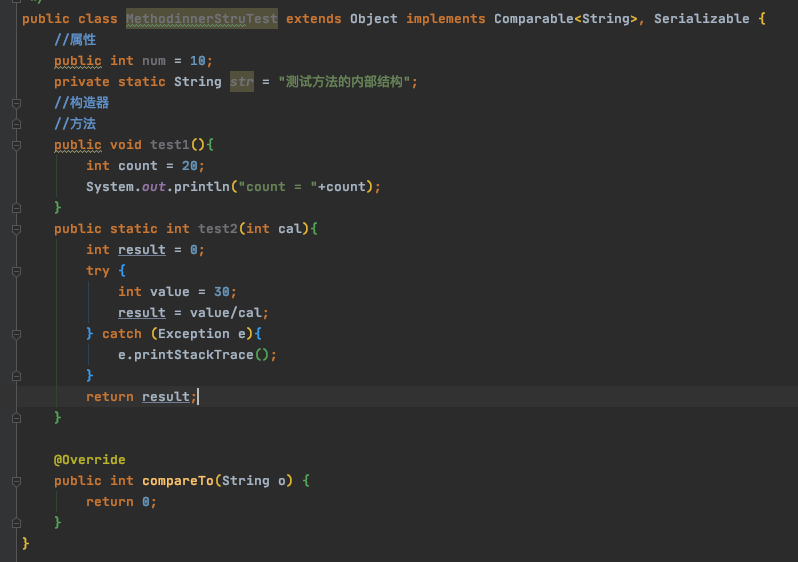 public class MethodinnerStruTest extends Object implements Comparable<String>, Serializable {
//属性
public int num = 10;
private static String str = "测试方法的内部结构";
//构造器
//方法
public void test1(){
int count = 20;
System.out.println("count = "+count);
}
public static int test2(int cal){
int result = 0;
try {
int value = 30;
result = value/cal;
} catch (Exception e){
e.printStackTrace();
}
return result;
}
@Override
public int compareTo(String o) {
return 0;
}
}